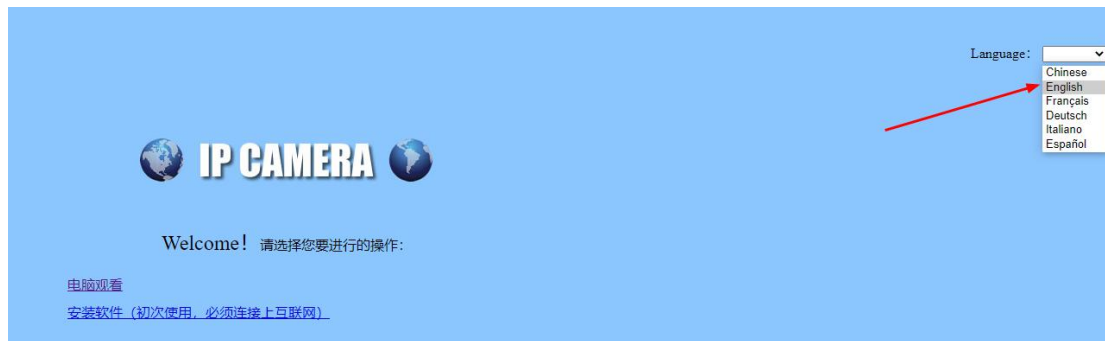 Language：
Chinese
English
Français
Deutsch
Italiano
Español
IP CAMERA
Welcome！ 请选择您要进行的操作：
电脑观看
安装软件（初次使用，必须连接上互联网）